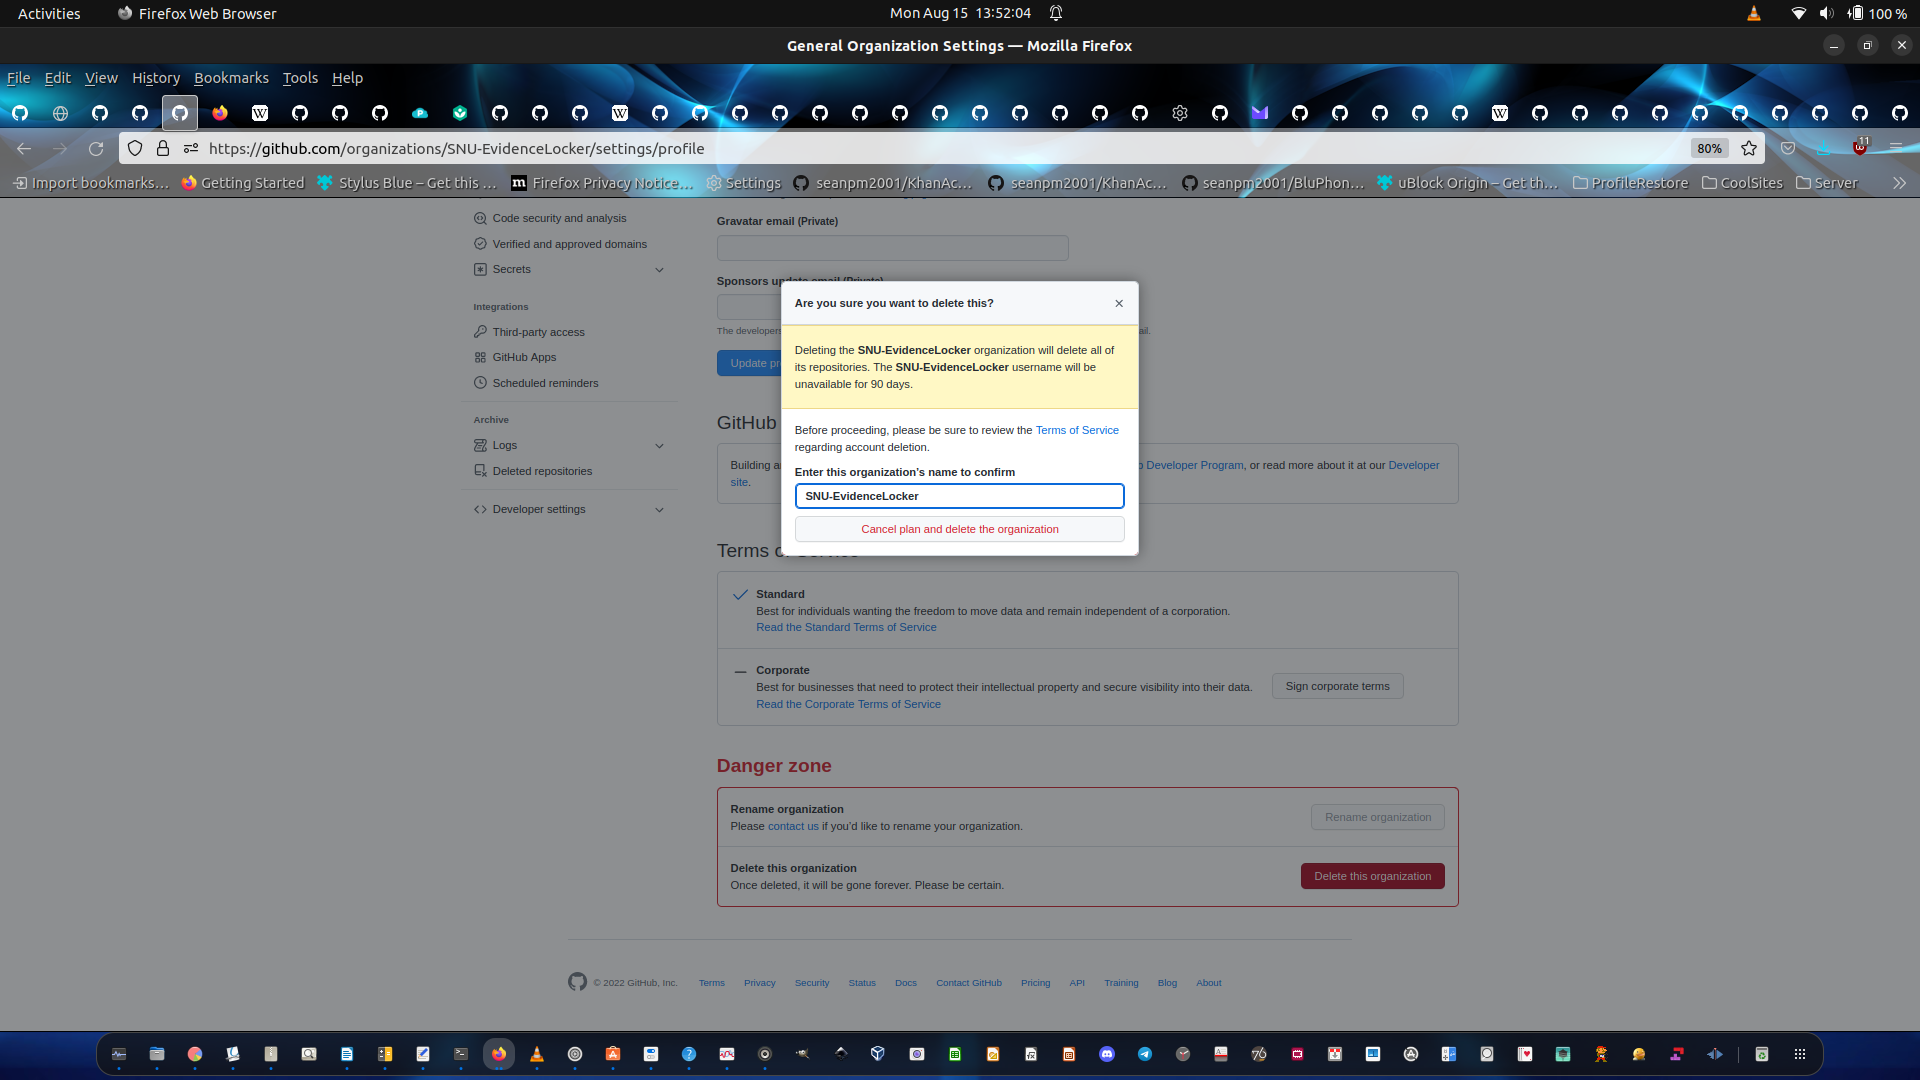 Activities
Firefox Web Browser
Mon Aug 15 13:52:04
100 %
General Organization Settings — Mozilla Firefox
File Edit View History Bookmarks Tools Help
https://github.com/organizations/SNU-EvidenceLocker/settings/profile
80%
11
Import bookmarks…
Getting Started
Stylus Blue – Get this …
Firefox Privacy Notice…
Settings
seanpm2001/KhanAc…
seanpm2001/KhanAc…
seanpm2001/BluPhon…
uBlock Origin – Get th…
ProfileRestore
CoolSites
Server
Code security and analysis
Verified and approved domains
Secrets
Integrations
Third-party access
GitHub Apps
Scheduled reminders
Archive
Logs
Deleted repositories
Developer settings
Gravatar email (Private)
Sponsors update email (Private)
The developers
ail.
Update pr
Are you sure you want to delete this?
Deleting the SNU-EvidenceLocker organization will delete all of
its repositories. The SNU-EvidenceLocker username will be
unavailable for 90 days.
Before proceeding, please be sure to review the Terms of Service
regarding account deletion.
Enter this organization's name to confirm
SNU-EvidenceLocker
Cancel plan and delete the organization
GitHub
Building a
Developer Program, or read more about it at our Developer
site.
Terms of Service
Standard
Best for individuals wanting the freedom to move data and remain independent of a corporation.
Read the Standard Terms of Service
Corporate
Best for businesses that need to protect their intellectual property and secure visibility into their data.
Read the Corporate Terms of Service
Sign corporate terms
Danger zone
Rename organization
Please contact us if you'd like to rename your organization.
Rename organization
Delete this organization
Once deleted, it will be gone forever. Please be certain.
Delete this organization
© 2022 GitHub, Inc.
Terms
Privacy
Security
Status
Docs
Contact GitHub
Pricing
API
Training
Blog
About